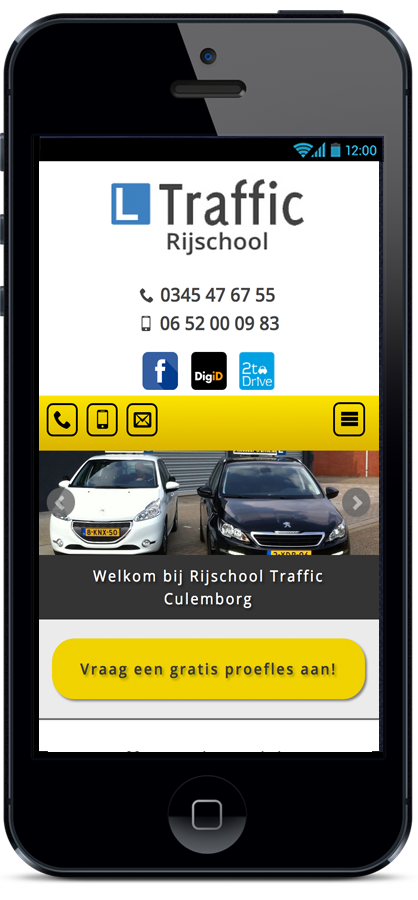 12:00
L Traffic
Rijschool
0345 47 67 55
06 52 00 09 83
f DigiD 2toDrive
8-KNX-50
Welkom bij Rijschool Traffic
Culemborg
Vraag een gratis proefles aan!